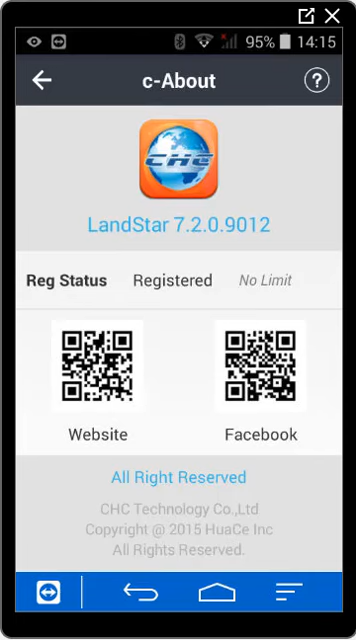 95% 14:15
c-About
?
CHC
LandStar 7.2.0.9012
Reg Status Registered No Limit
Website Facebook
All Right Reserved
CHC Technology Co.,Ltd
Copyright @ 2015 HuaCe Inc
All Rights Reserved.